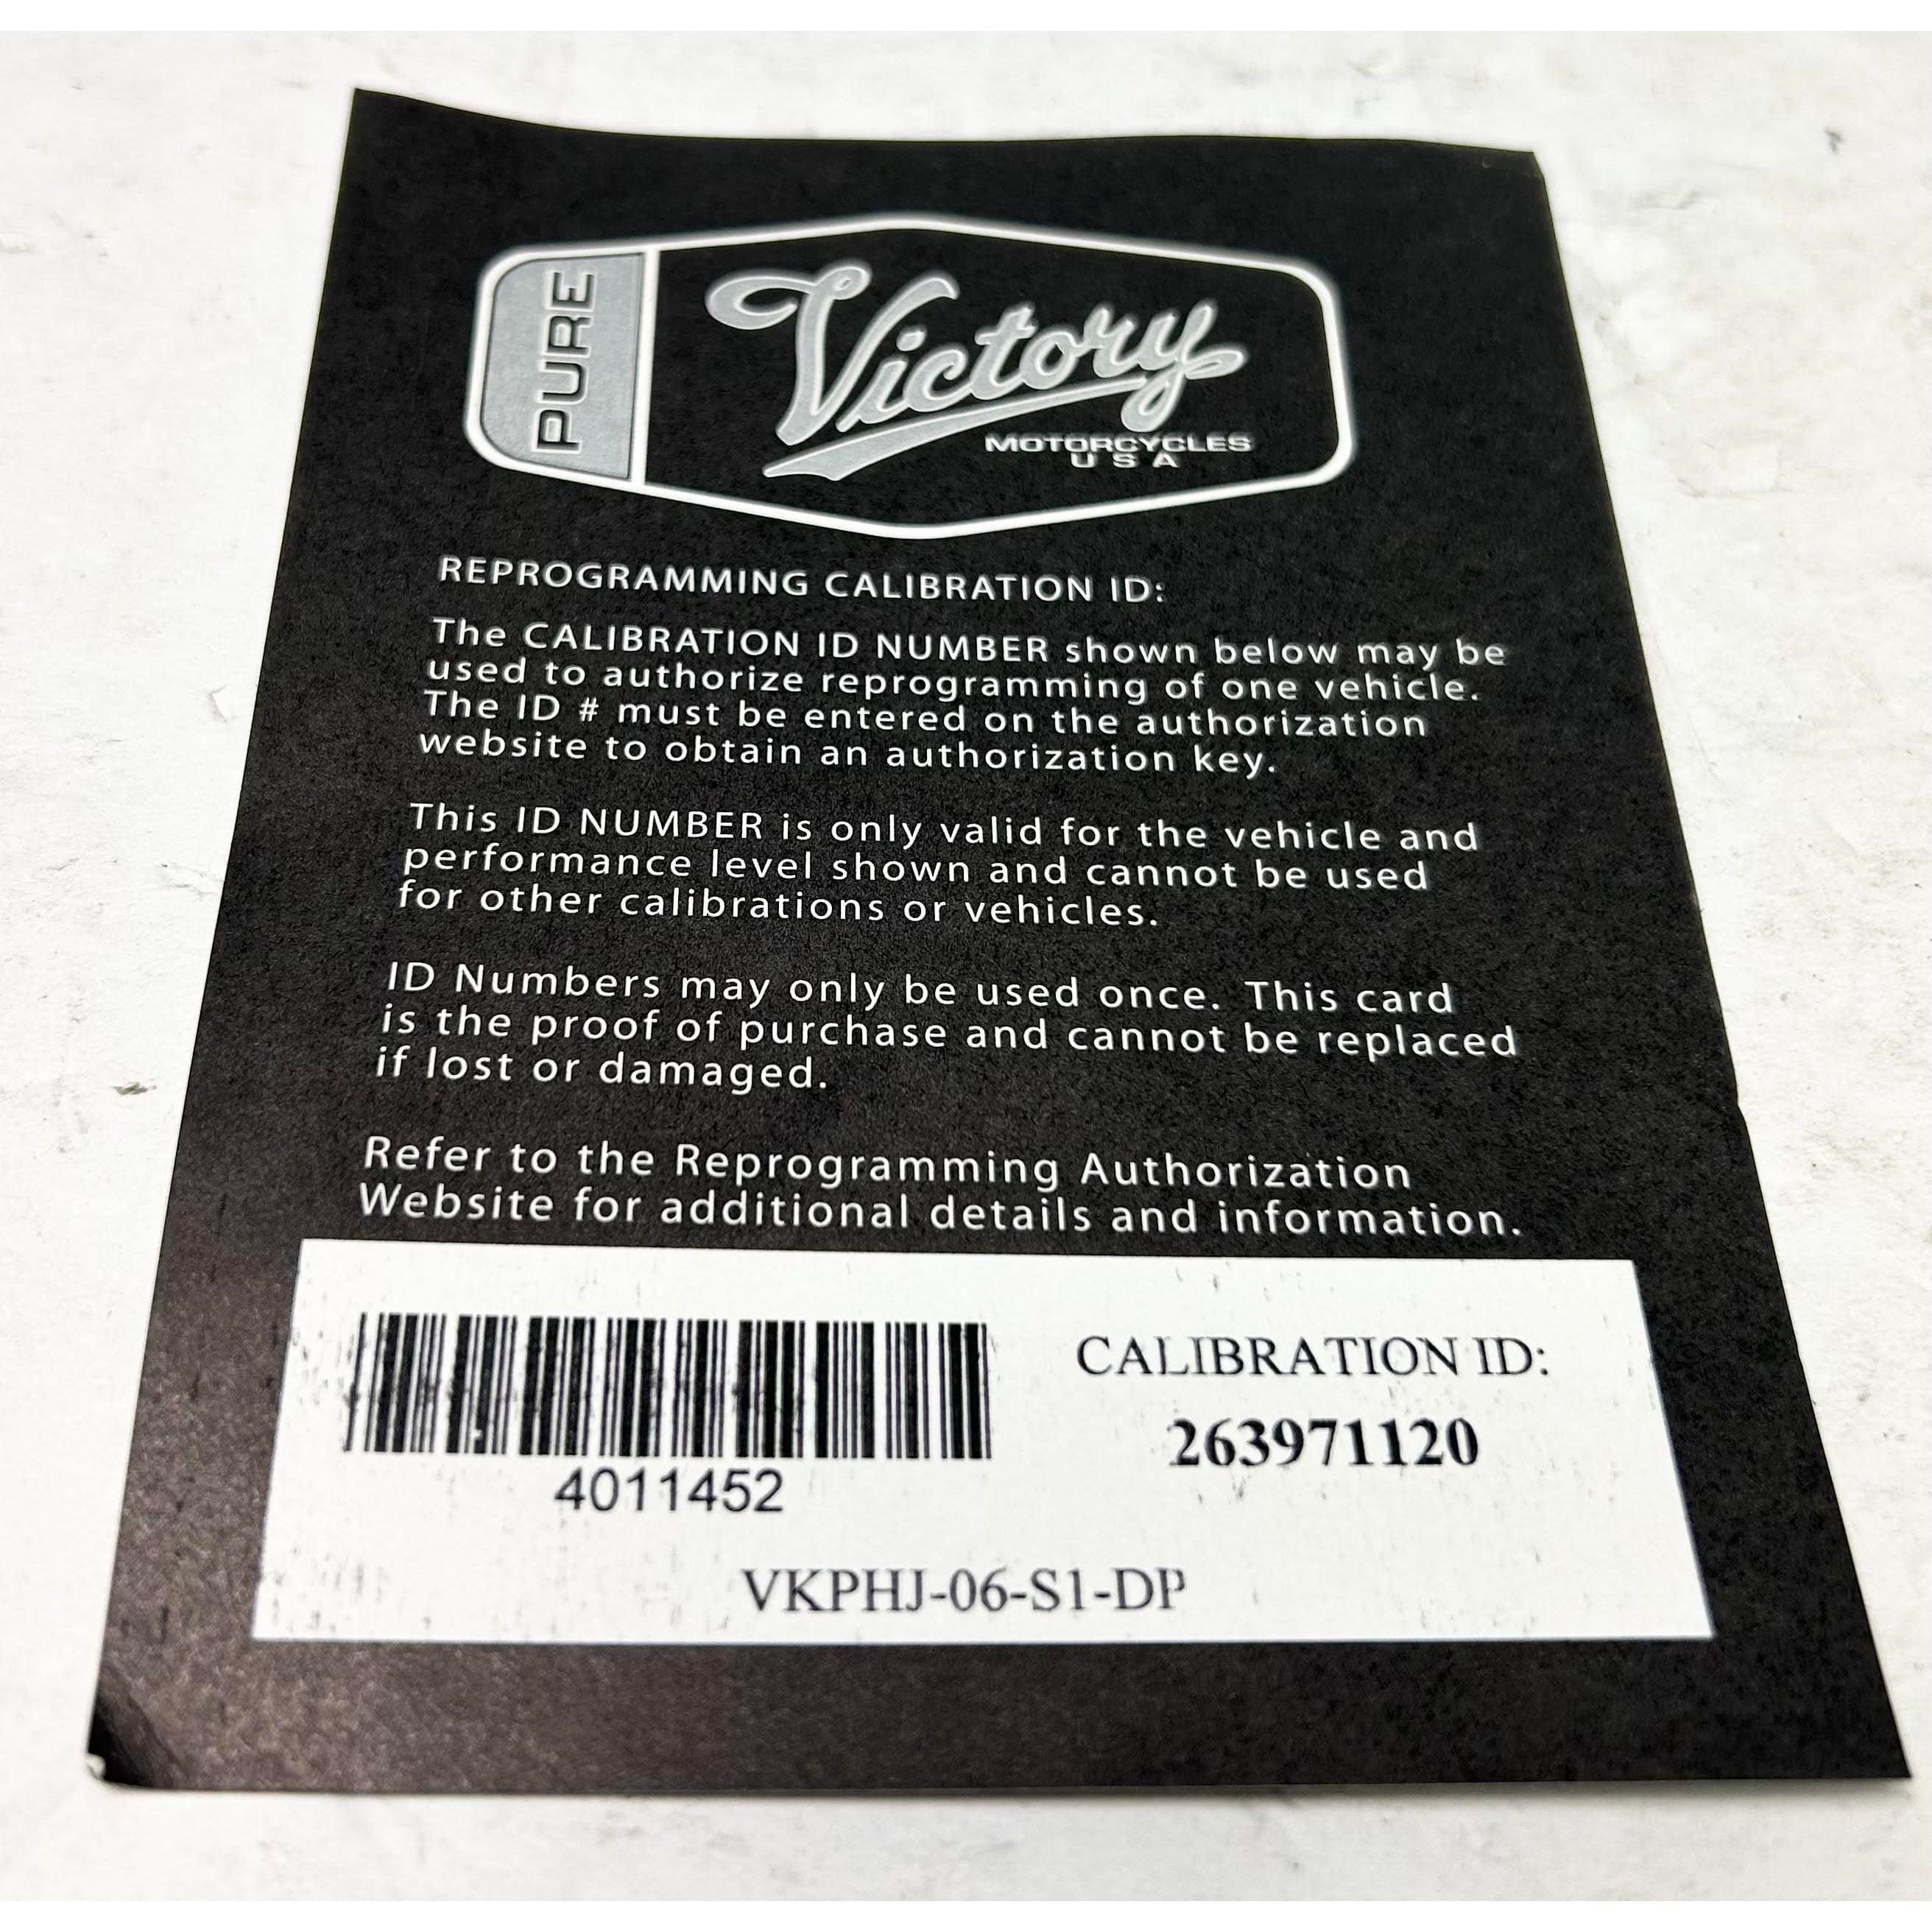 PURE
Victory
MOTORCYCLES
USA
REPROGRAMMING CALIBRATION ID:
The CALIBRATION ID NUMBER shown below may be
used to authorize reprogramming of one vehicle.
The ID # must be entered on the authorization
website to obtain an authorization key.
This ID NUMBER is only valid for the vehicle and
performance level shown and cannot be used
for other calibrations or vehicles.
ID Numbers may only be used once. This card
is the proof of purchase and cannot be replaced
if lost or damaged.
Refer to the Reprogramming Authorization
Website for additional details and information.
CALIBRATION ID:
263971120
4011452
VKPHJ-06-S1-DP